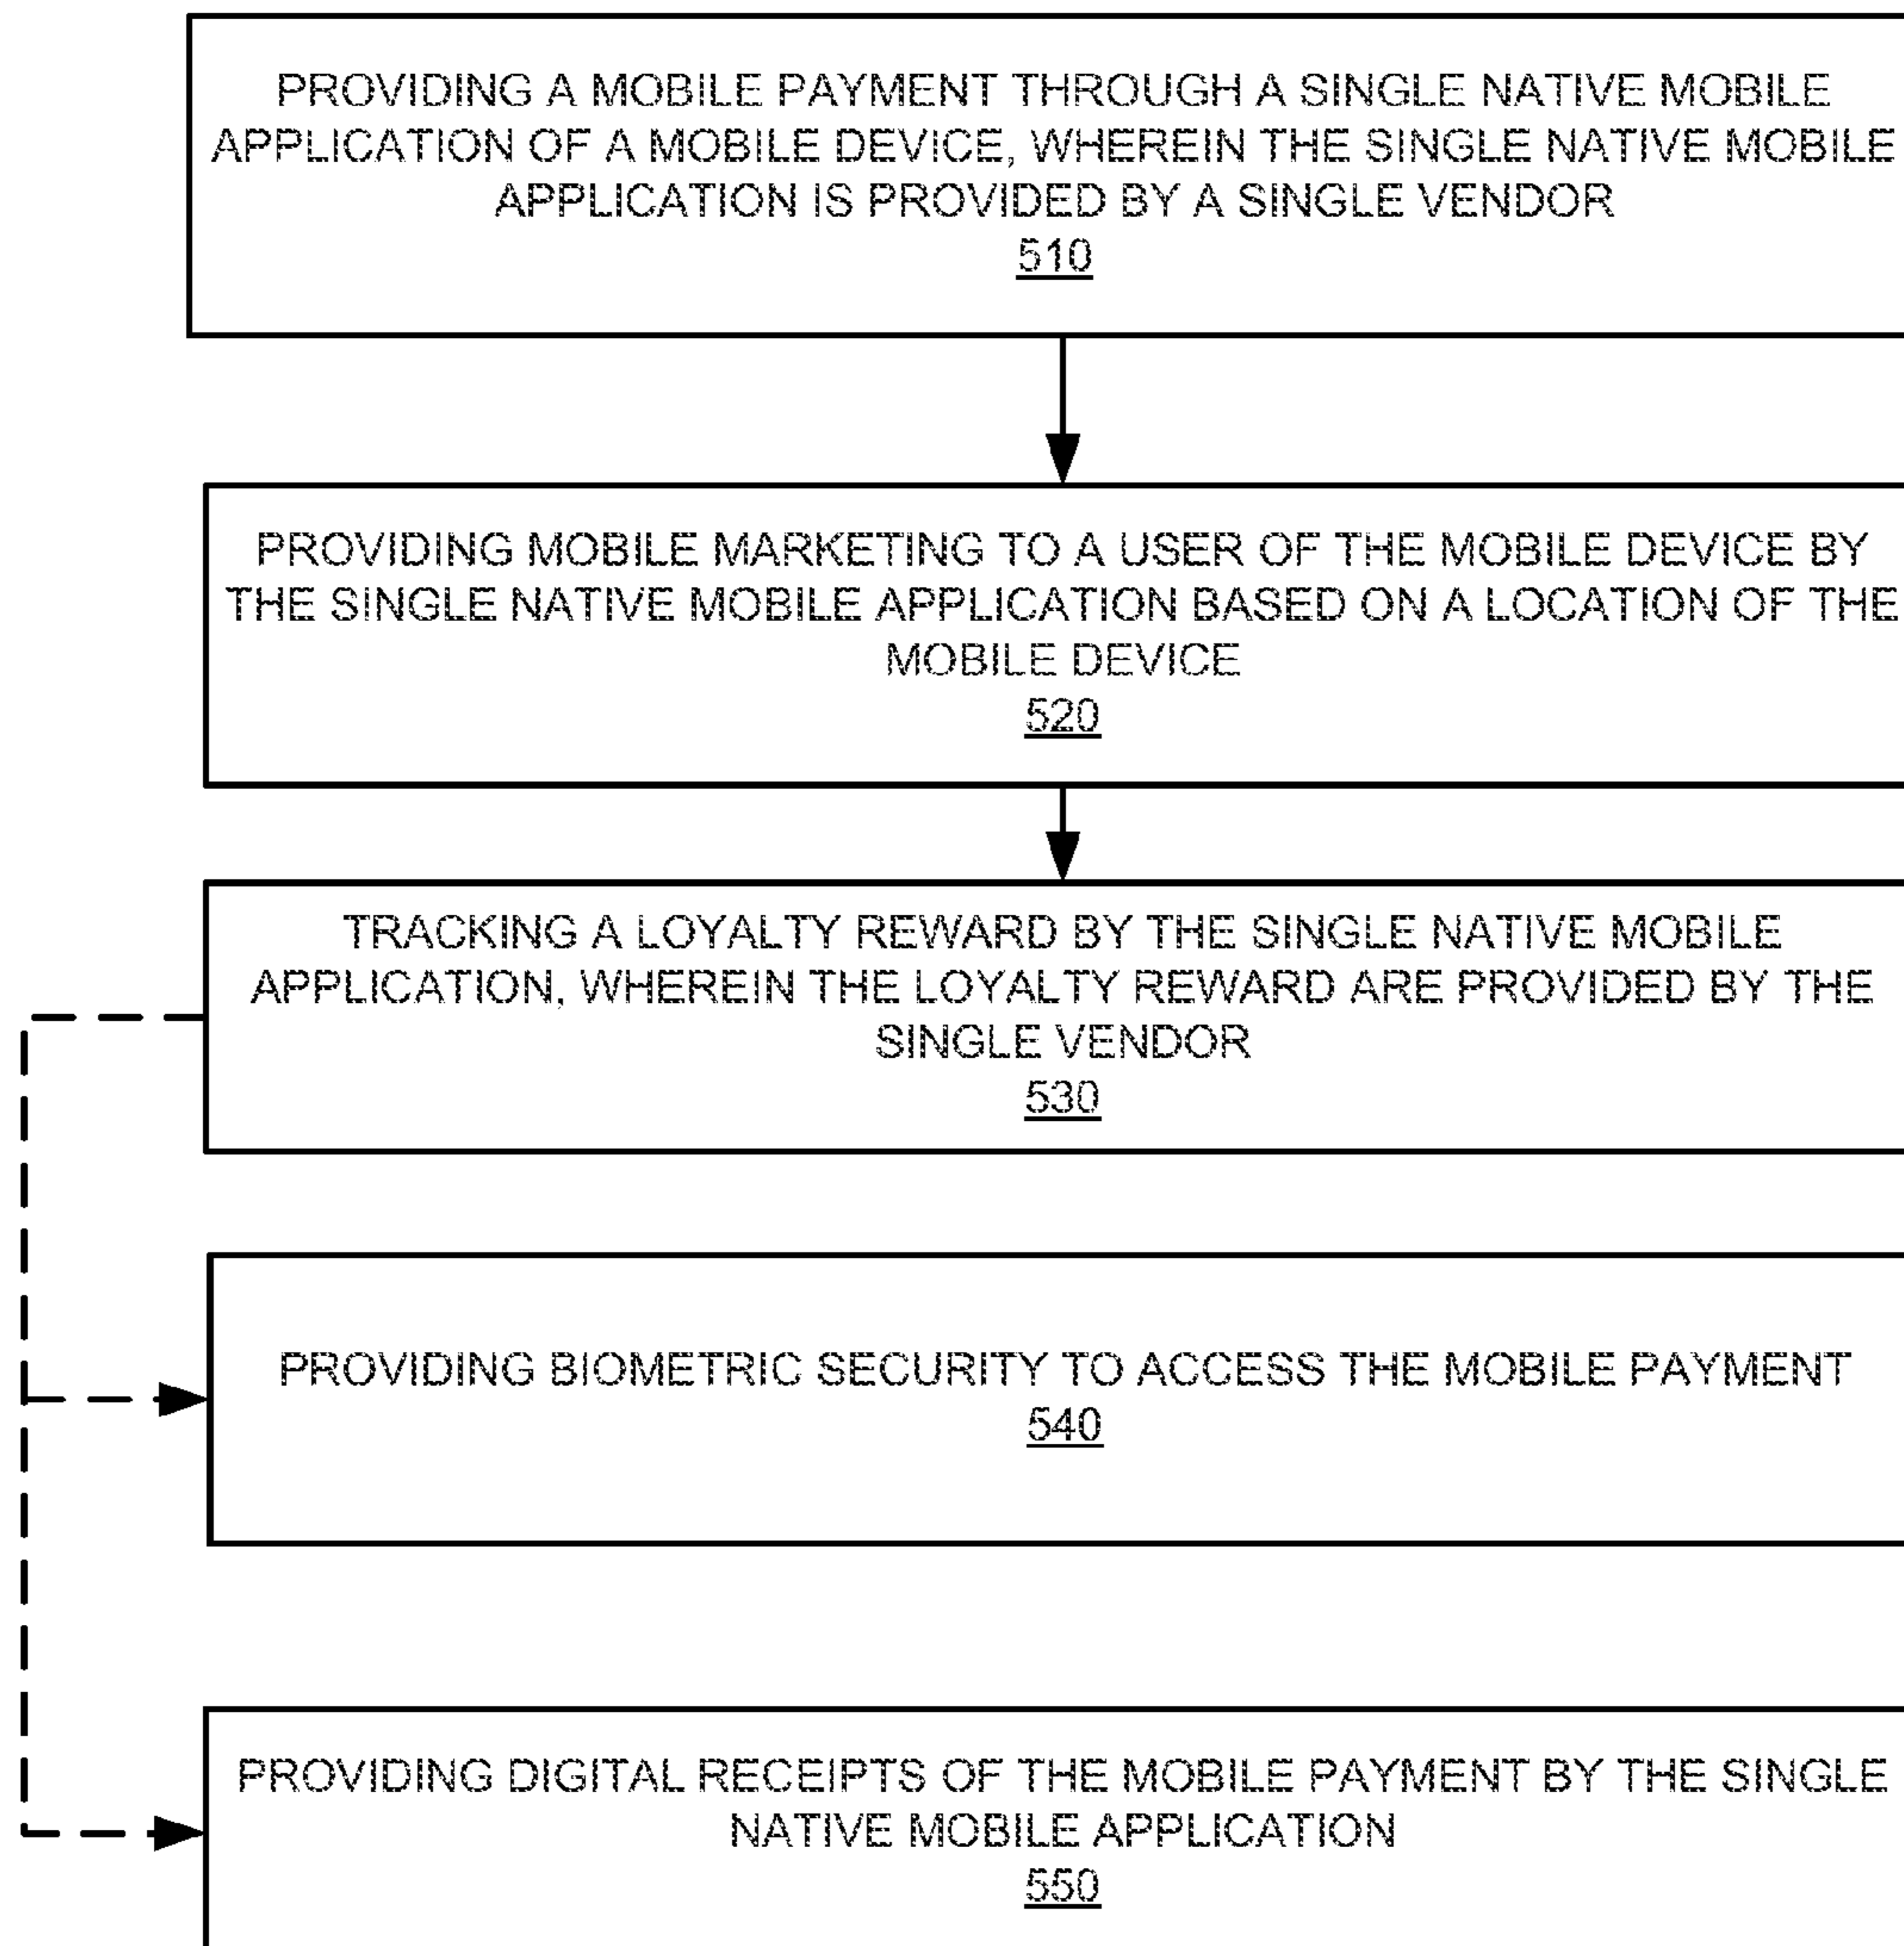 PROVIDING A MOBILE PAYMENT THROUGH A SINGLE NATIVE MOBILE
APPLICATION OF A MOBILE DEVICE, WHEREIN THE SINGLE NATIVE MOBILE
APPLICATION IS PROVIDED BY A SINGLE VENDOR
510
PROVIDING MOBILE MARKETING TO A USER OF THE MOBILE DEVICE BY
THE SINGLE NATIVE MOBILE APPLICATION BASED ON A LOCATION OF THE
MOBILE DEVICE
520
TRACKING A LOYALTY REWARD BY THE SINGLE NATIVE MOBILE
APPLICATION, WHEREIN THE LOYALTY REWARD ARE PROVIDED BY THE
SINGLE VENDOR
530
PROVIDING BIOMETRIC SECURITY TO ACCESS THE MOBILE PAYMENT
540
PROVIDING DIGITAL RECEIPTS OF THE MOBILE PAYMENT BY THE SINGLE
NATIVE MOBILE APPLICATION
550